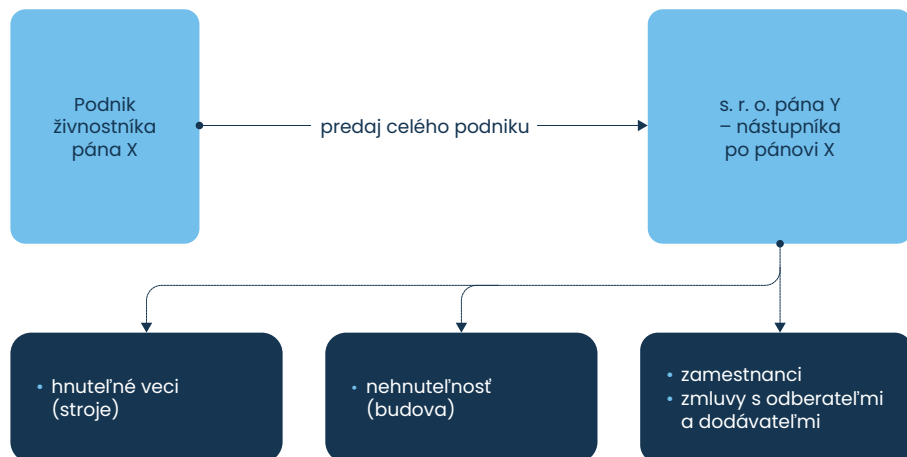 Podnik
živnostníka
pána X
predaj celého podniku
s. r. o. pána Y
– nástupníka
po pánovi X
• hnuteľné veci
(stroje)
• nehnuteľnosť
(budova)
• zamestnanci
• zmluvy s odberateľmi
a dodávateľmi